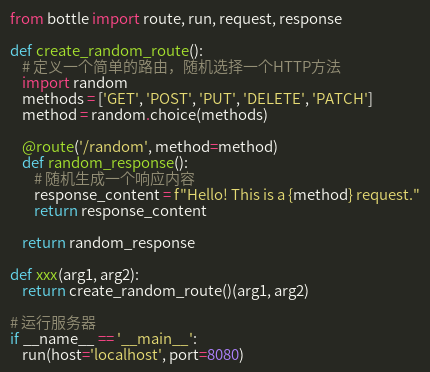 from bottle import route, run, request, response

def create_random_route():
    # 定义一个简单的路由，随机选择一个HTTP方法
    import random
    methods = ['GET', 'POST', 'PUT', 'DELETE', 'PATCH']
    method = random.choice(methods)

    @route('/random', method=method)
    def random_response():
        # 随机生成一个响应内容
        response_content = f"Hello! This is a {method} request."
        return response_content

    return random_response

def xxx(arg1, arg2):
    return create_random_route()(arg1, arg2)

# 运行服务器
if __name__ == '__main__':
    run(host='localhost', port=8080)